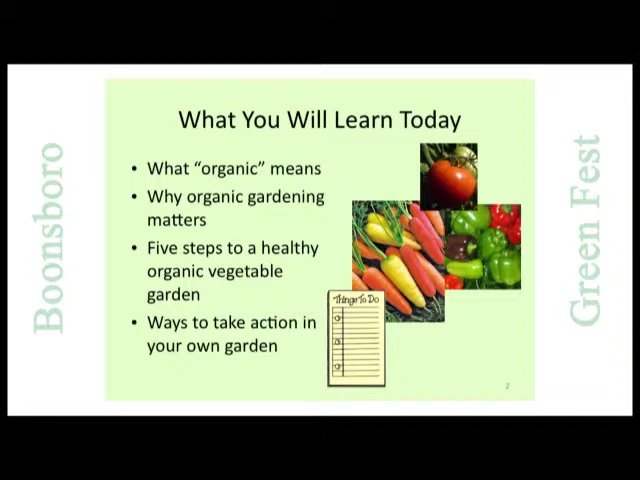 What You Will Learn Today
• What “organic” means
• Why organic gardening
matters
• Five steps to a healthy
organic vegetable
garden
• Ways to take action in
your own garden
Things To Do
2
Boonsboro
Green Fest